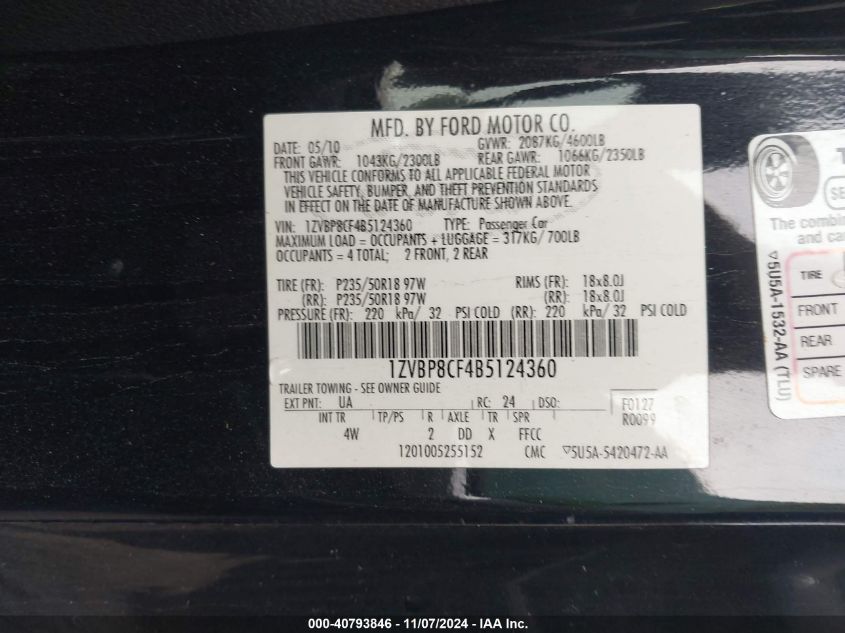 MFD. BY FORD MOTOR CO.
DATE: 05/10 GVWR: 2087KG/4600LB
FRONT GAWR: 1043KG/2300LB REAR GAWR: 1066KG/2350LB
THIS VEHICLE CONFORMS TO ALL APPLICABLE FEDERAL MOTOR
VEHICLE SAFETY, BUMPER, AND THEFT PREVENTION STANDARDS
IN EFFECT ON THE DATE OF MANUFACTURE SHOWN ABOVE.
VIN: 1ZVBP8CF4B5124360 TYPE: Passenger Car
MAXIMUM LOAD = OCCUPANTS + LUGGAGE = 317KG/700LB
OCCUPANTS = 4 TOTAL; 2 FRONT, 2 REAR
TIRE (FR): P235/50R18 97W RIMS (FR): 18x8.0J
(RR): P235/50R18 97W (RR): 18x8.0J
PRESSURE (FR): 220 kPa/ 32 PSI COLD (RR): 220 kPa/ 32 PSI COLD
1ZVBP8CF4B5124360
TRAILER TOWING - SEE OWNER GUIDE
EXT PNT: UA RC: 24 DSO: F0127
INT TR TP/PS R AXLE TR SPR R0099
4W 2 DD X FFCC
1201005255152 CMC ▽5U5A-5420472-AA
SE
The combin
and car
TIRE
FRONT
REAR
SPARE
▽5U5A-1532-AA (TLU)
000-40793846 - 11/07/2024 - IAA Inc.